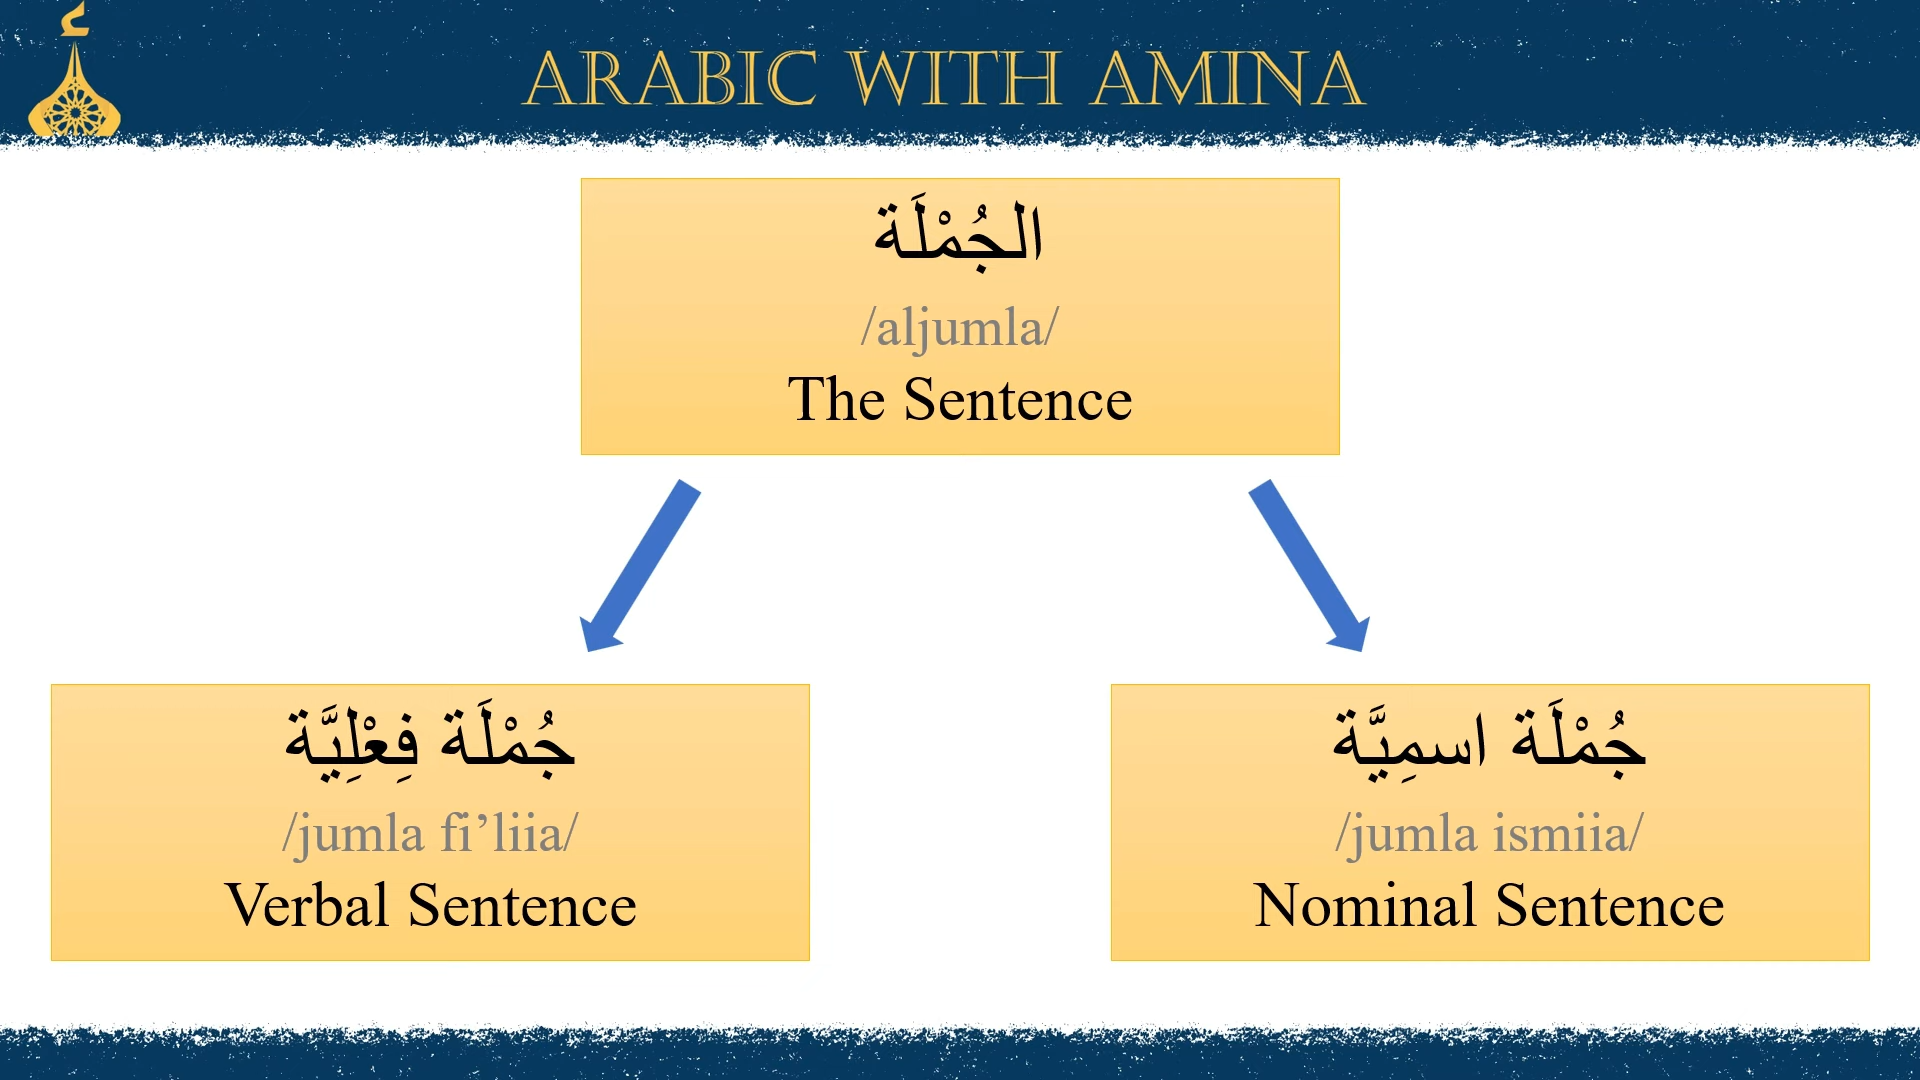 ARABIC WITH AMINA
الجُمْلَة
/aljumla/
The Sentence
جُمْلَة فِعْلِيَّة
/jumla fi’liia/
Verbal Sentence
جُمْلَة اسمِيَّة
/jumla ismiia/
Nominal Sentence